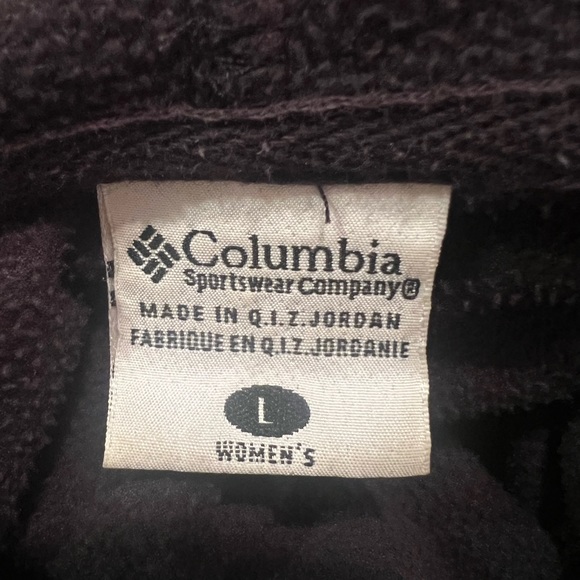 Columbia
Sportswear Company®
MADE IN Q.I.Z.JORDAN
FABRIQUE EN Q.I.Z.JORDANIE
L
WOMEN'S